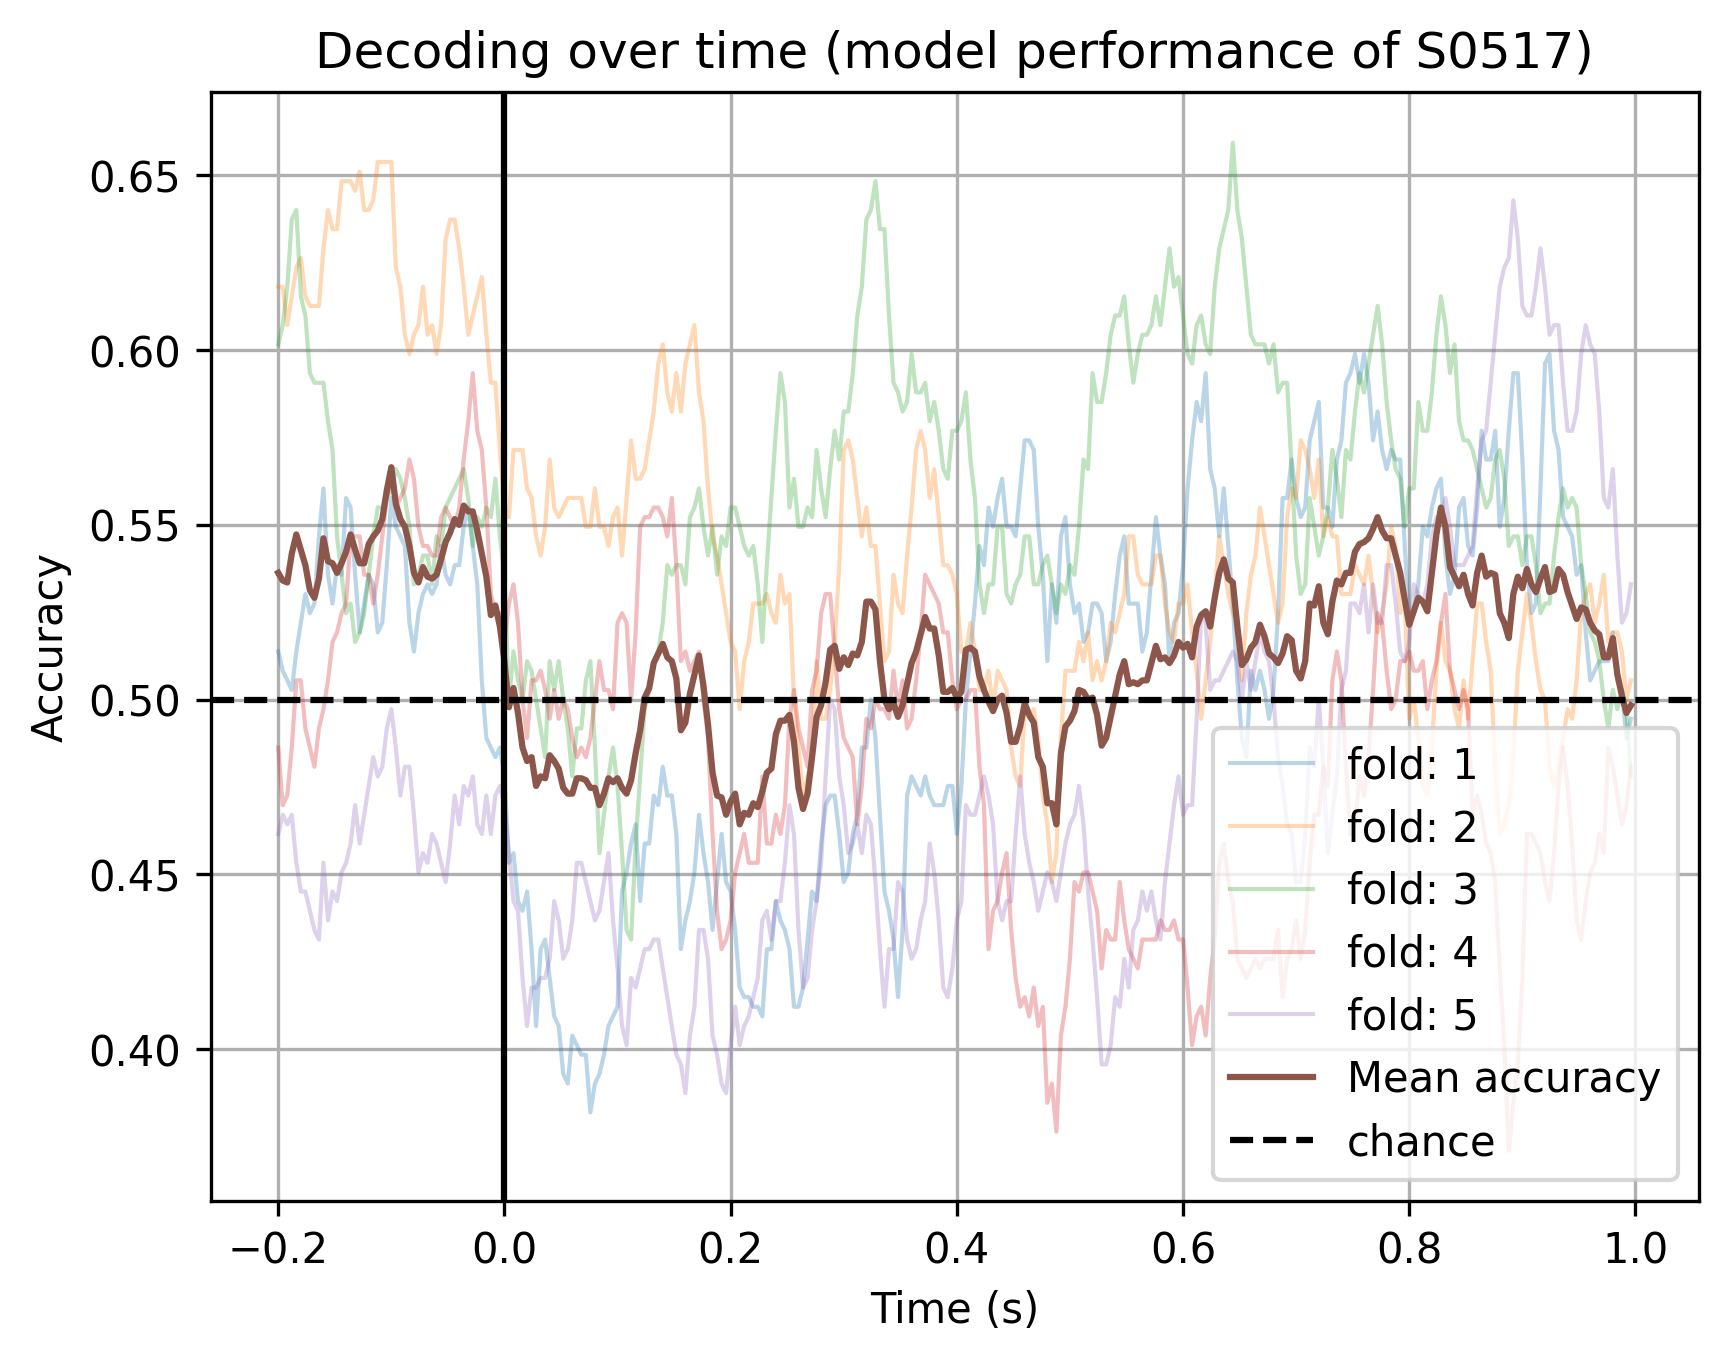 Decoding over time (model performance of S0517)
Accuracy
0.65
0.60
0.55
0.50
0.45
0.40
fold: 1
fold: 2
fold: 3
fold: 4
fold: 5
Mean accuracy
chance
−0.2 0.0 0.2 0.4 0.6 0.8 1.0
Time (s)